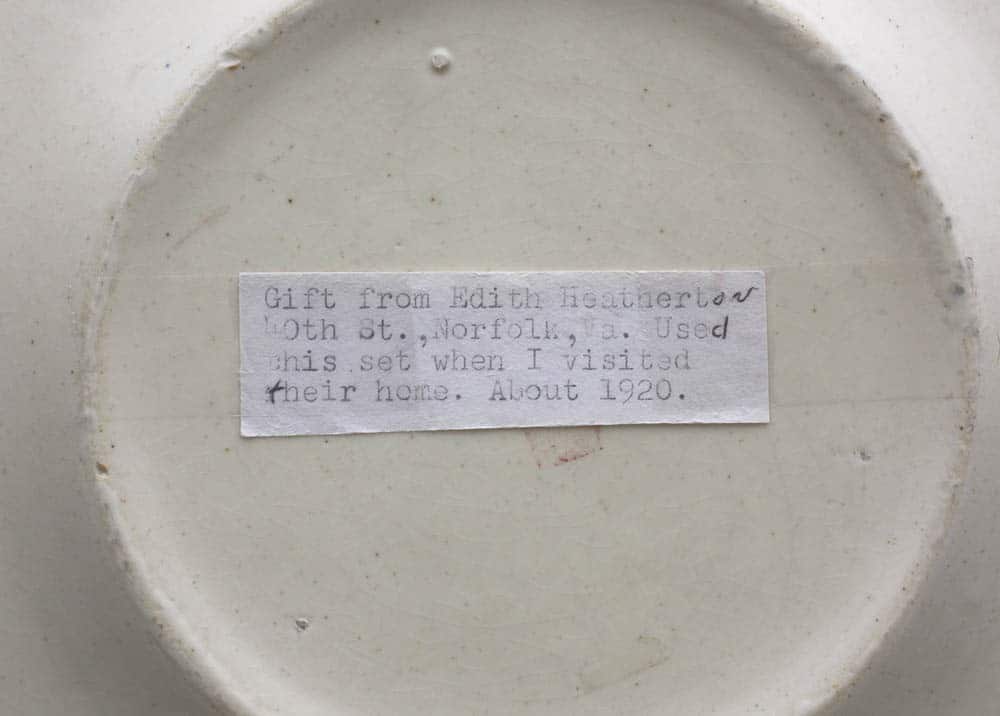 Gift from Edith Heatherton
40th St.,Norfolk,Va. Used
this set when I visited
their home. About 1920.